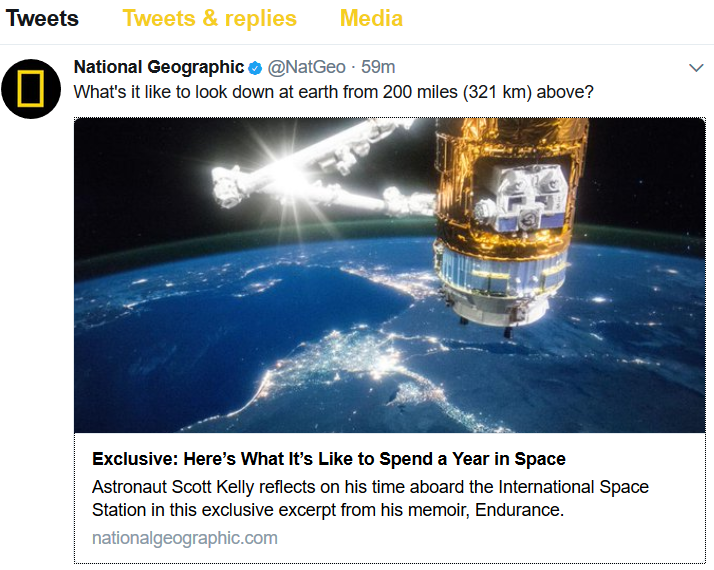 Tweets Tweets & replies Media
National Geographic @NatGeo · 59m
What's it like to look down at earth from 200 miles (321 km) above?
Exclusive: Here’s What It’s Like to Spend a Year in Space
Astronaut Scott Kelly reflects on his time aboard the International Space
Station in this exclusive excerpt from his memoir, Endurance.
nationalgeographic.com